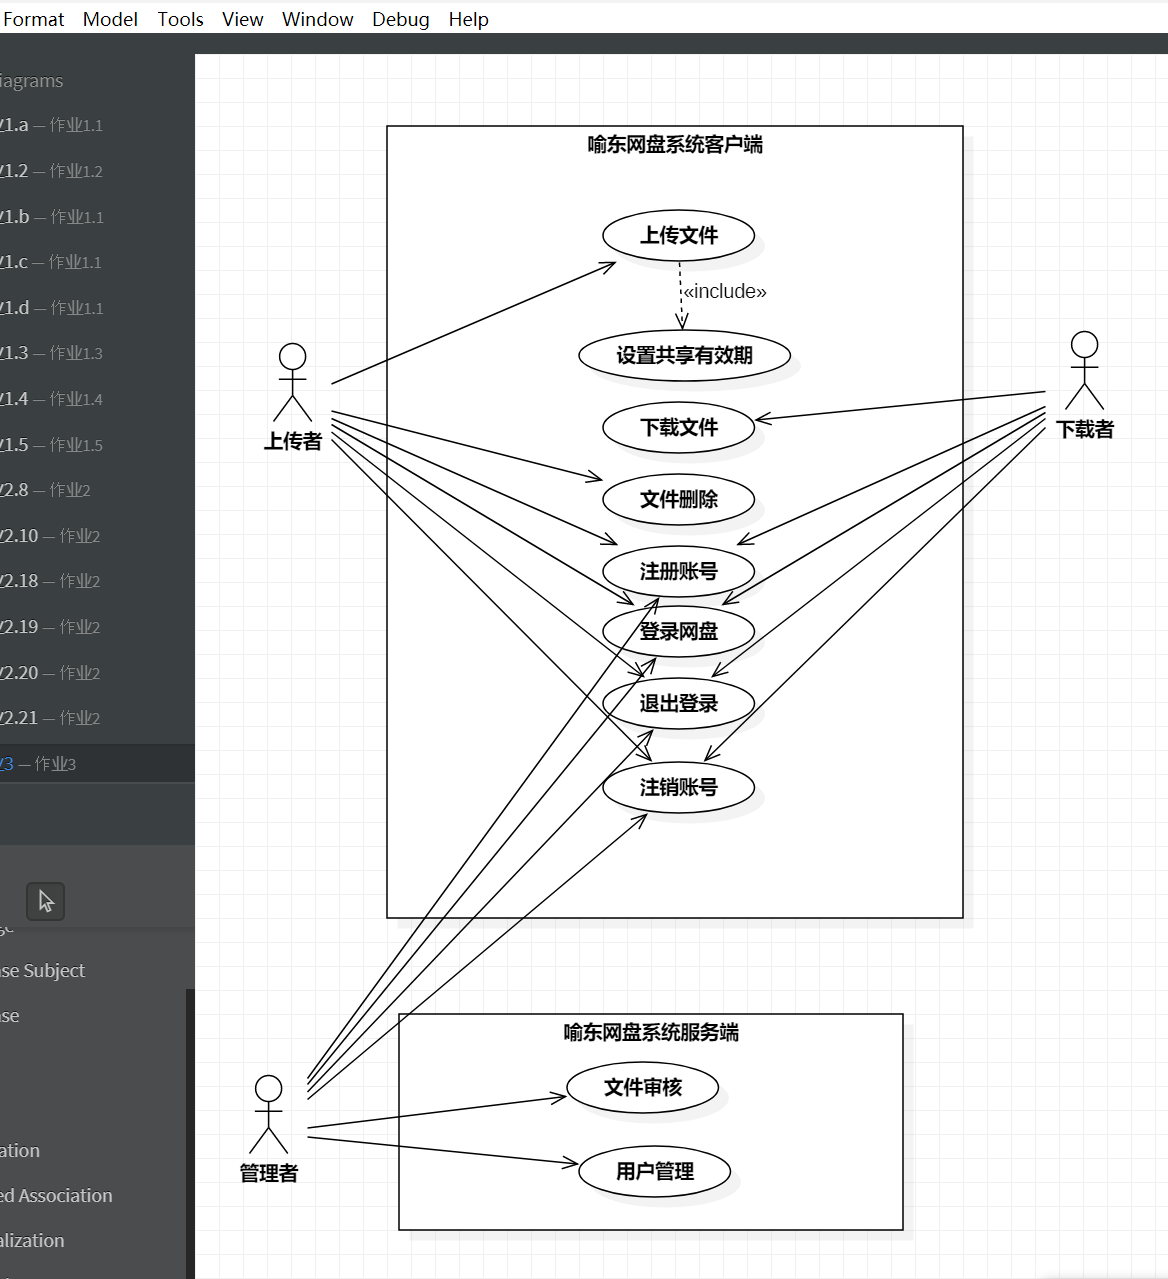 Format Model Tools View Window Debug Help
iagrams
1.a — 作业1.1
1.2 — 作业1.2
1.b — 作业1.1
1.c — 作业1.1
1.d — 作业1.1
1.3 — 作业1.3
1.4 — 作业1.4
1.5 — 作业1.5
2.8 — 作业2
2.10 — 作业2
2.18 — 作业2
2.19 — 作业2
2.20 — 作业2
2.21 — 作业2
3 — 作业3
se Subject
se
ation
ed Association
alization
喻东网盘系统客户端
上传文件
«include»
设置共享有效期
下载文件
文件删除
注册账号
登录网盘
退出登录
注销账号
上传者
下载者
喻东网盘系统服务端
文件审核
用户管理
管理者